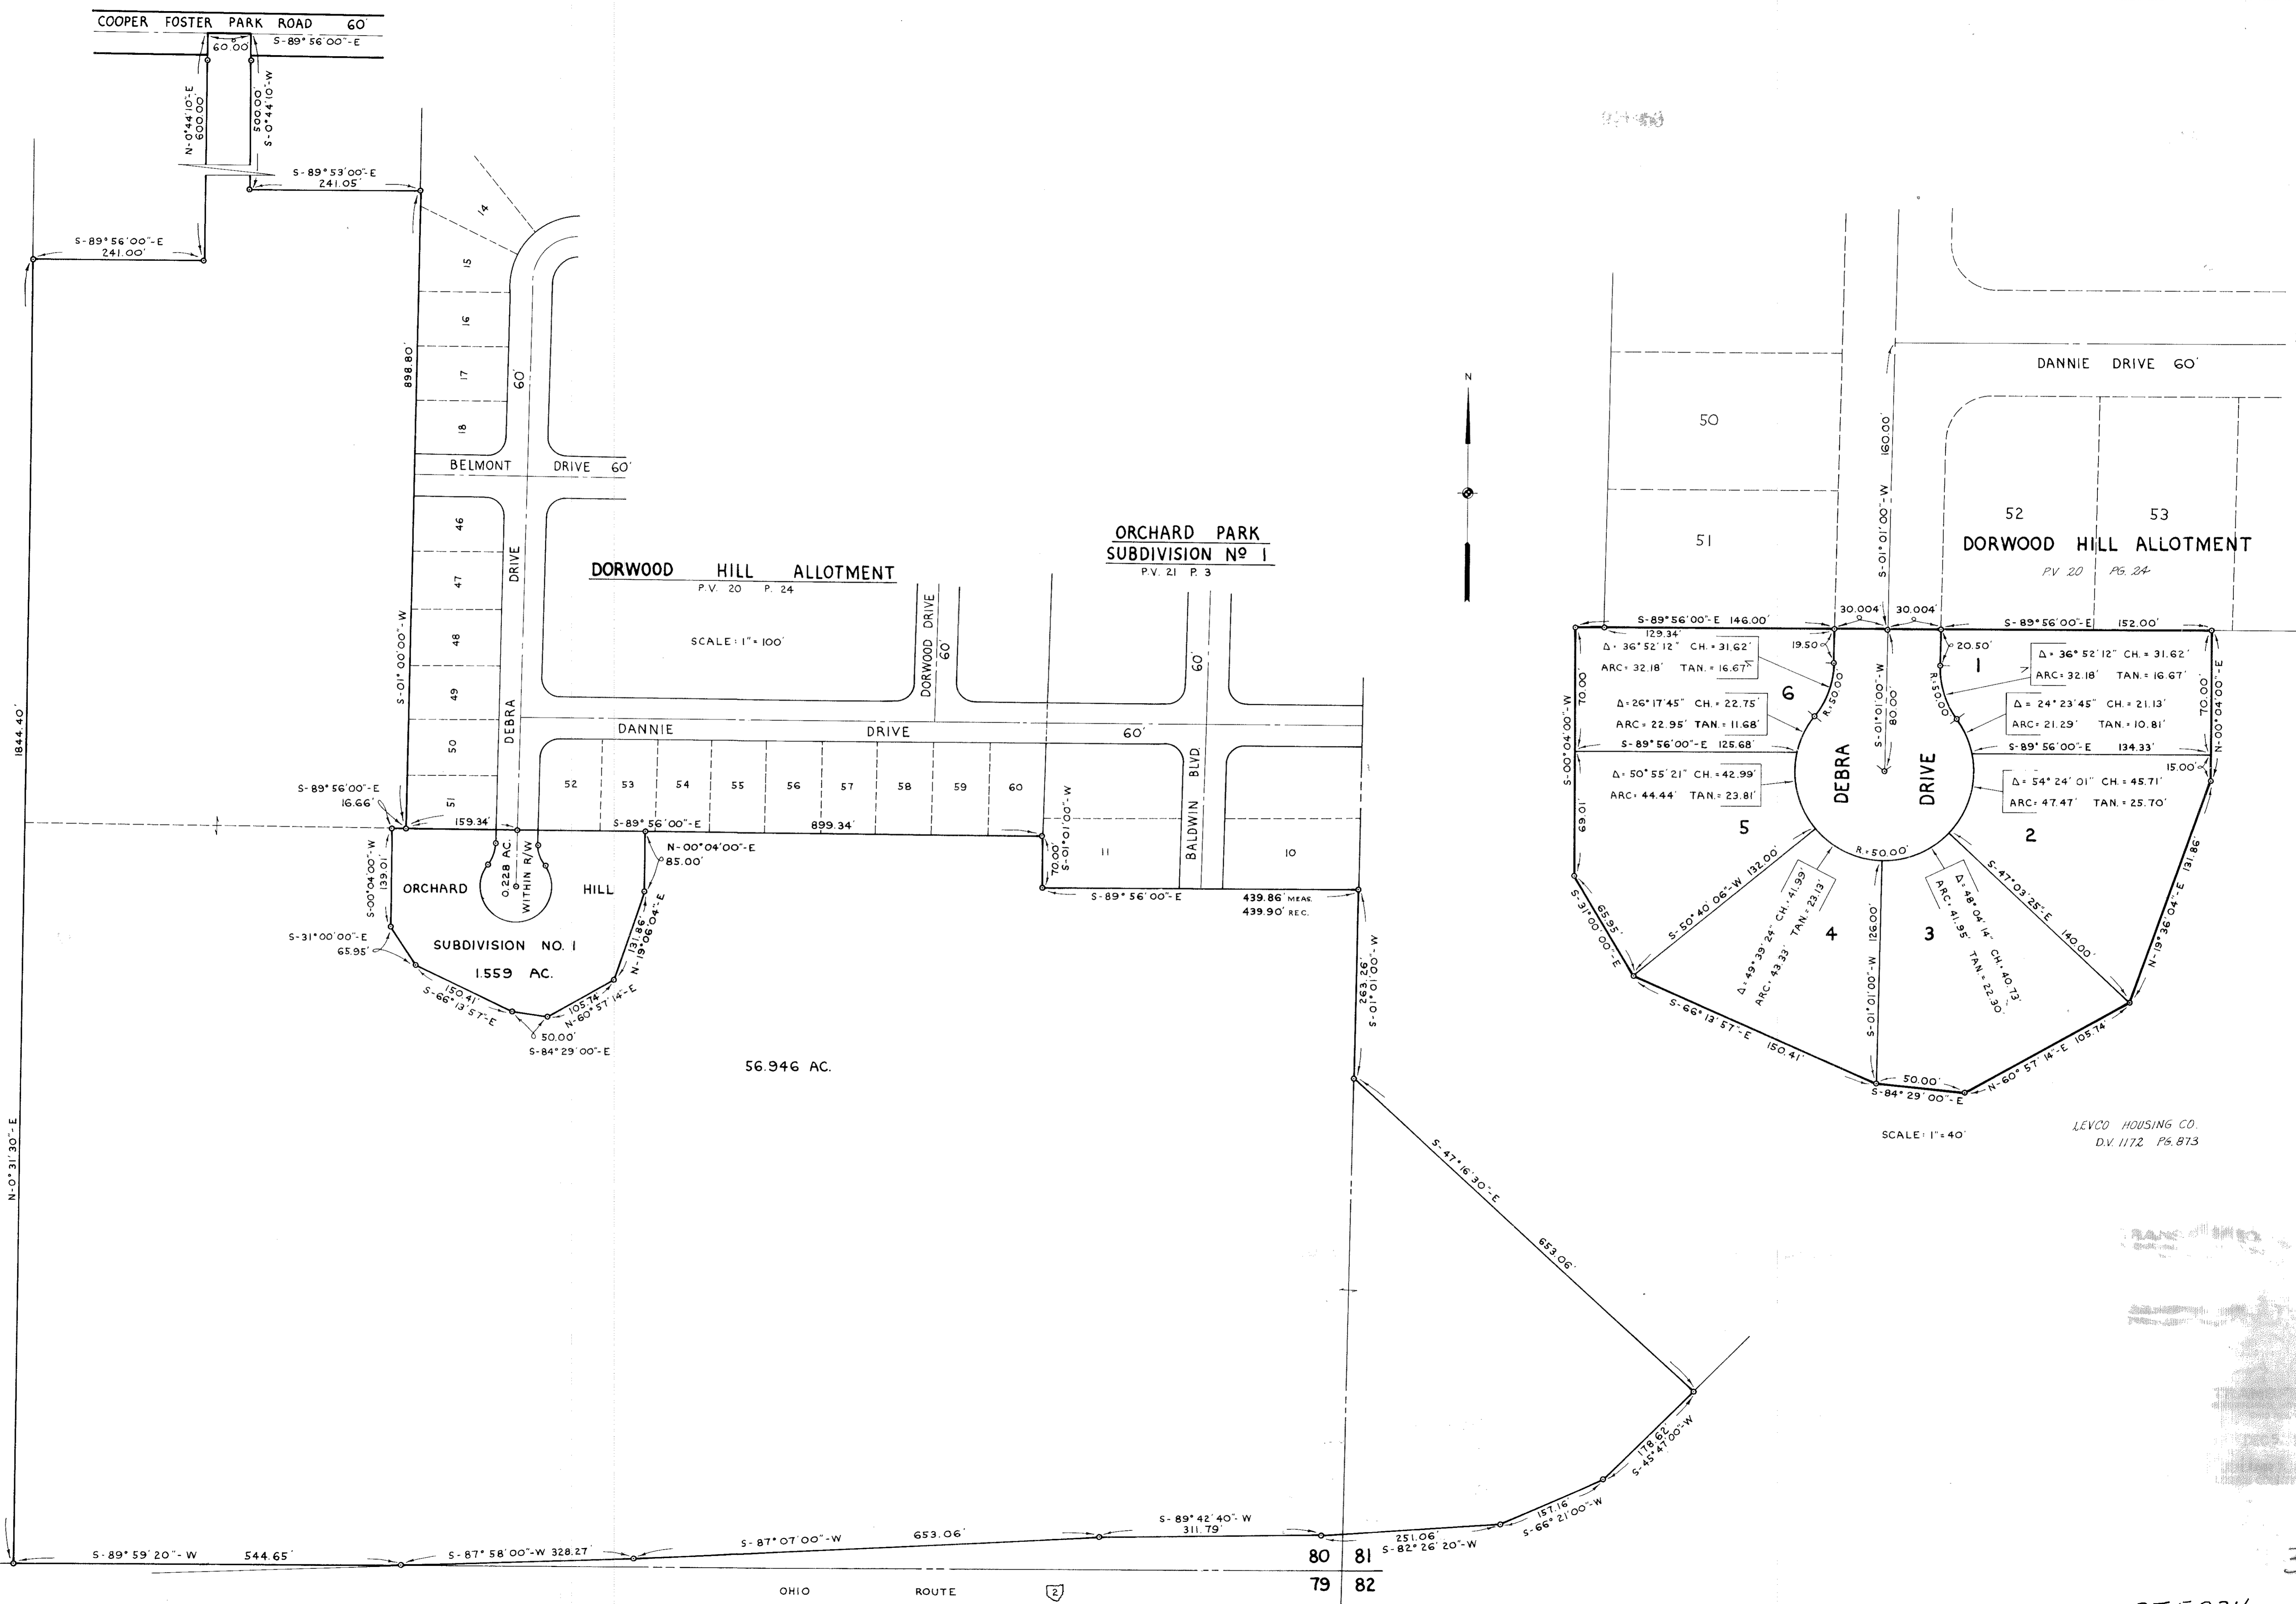 COOPER FOSTER PARK ROAD 60'
60.00'
S-89°56'00"-E
N-0°44'10"-E
600.00'
500.00'
S-0°44'10"-W
S-89°53'00"-E
241.05'
S-89°56'00"-E
241.00'
14
15
16
17
18
898.80'
S-01°00'00"-W
60'
BELMONT DRIVE 60'
46
47
48
49
50
51
DEBRA DRIVE
DORWOOD HILL ALLOTMENT
P.V. 20 P. 24
SCALE: 1"=100'
ORCHARD PARK
SUBDIVISION Nº 1
P.V. 21 P. 3
DORWOOD DRIVE
60'
60'
BALDWIN BLVD.
DANNIE DRIVE 60'
52 53 54 55 56 57 58 59 60
11
10
1844.40'
N-0°31'30"-E
S-89°56'00"-E
16.66'
159.34'
S-89°56'00"-E
899.34'
70.00'
S-01°01'00"-W
N-00°04'00"-E
85.00'
S-00°04'00"-W
139.01'
ORCHARD HILL
0.228 AC.
WITHIN R/W
SUBDIVISION NO. 1
1.559 AC.
S-31°00'00"-E
65.95'
150.41'
S-66°13'57"-E
50.00'
S-84°29'00"-E
105.74'
N-60°57'14"-E
131.86'
N-19°06'04"-E
S-89°56'00"-E
439.86' MEAS.
439.90' REC.
263.26'
S-01°01'00"-W
56.946 AC.
S-47°16'30"-E
653.06'
178.62'
S-45°47'00"-W
157.16'
S-66°21'00"-W
251.06'
S-82°26'20"-W
S-89°42'40"-W
311.79'
S-87°07'00"-W 653.06'
S-87°58'00"-W 328.27'
S-89°59'20"-W 544.65'
80 81
79 82
OHIO ROUTE 2
N
50
51
160.00'
S-01°01'00"-W
DANNIE DRIVE 60'
52
53
DORWOOD HILL ALLOTMENT
P.V 20 PG. 24
S-89°56'00"-E 146.00'
129.34'
30.004'
30.004'
S-89°56'00"-E 152.00'
19.50'
20.50'
Δ= 36°52'12" CH. = 31.62'
ARC= 32.18' TAN. = 16.67'
6
Δ=26°17'45" CH. = 22.75'
ARC= 22.95' TAN. = 11.68'
S-89°56'00"-E 125.68'
Δ= 50°55'21" CH. = 42.99'
ARC= 44.44' TAN.= 23.81'
5
70.00'
S-00°04'00"-W
69.01'
R.=50.00'
S-01°01'00"-W
80.00'
R.=50.00'
1
Δ= 36°52'12" CH. = 31.62'
ARC= 32.18' TAN. = 16.67'
Δ= 24°23'45" CH. = 21.13'
ARC= 21.29' TAN. = 10.81'
S-89°56'00"-E 134.33'
15.00'
Δ= 54°24'01" CH. = 45.71'
ARC= 47.47' TAN. = 25.70'
2
70.00'
N-00°04'00"-E
DEBRA DRIVE
R.=50.00'
S-31°00'00"-E
65.95'
S-50°40'06"-W 132.00'
Δ= 49°39'24" CH.= 41.99'
ARC= 43.33' TAN.= 23.13'
4
126.00'
S-01°01'00"-W
3
Δ= 48°04'14" CH.= 40.73'
ARC= 41.95' TAN.= 22.30'
S-47°03'25"-E
140.00'
131.86'
N-19°36'04"-E
S-66°13'57"-E
150.41'
50.00'
S-84°29'00"-E
N-60°57'14"-E 105.74'
SCALE: 1"=40'
LEVCO HOUSING CO.
D.V. 1172 PG. 873